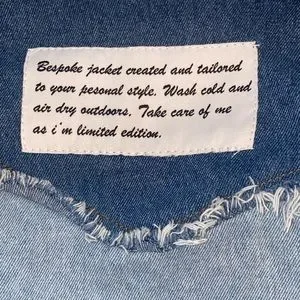 Bespoke jacket created and tailored
to your pesonal style. Wash cold and
air dry outdoors. Take care of me
as i'm limited edition.